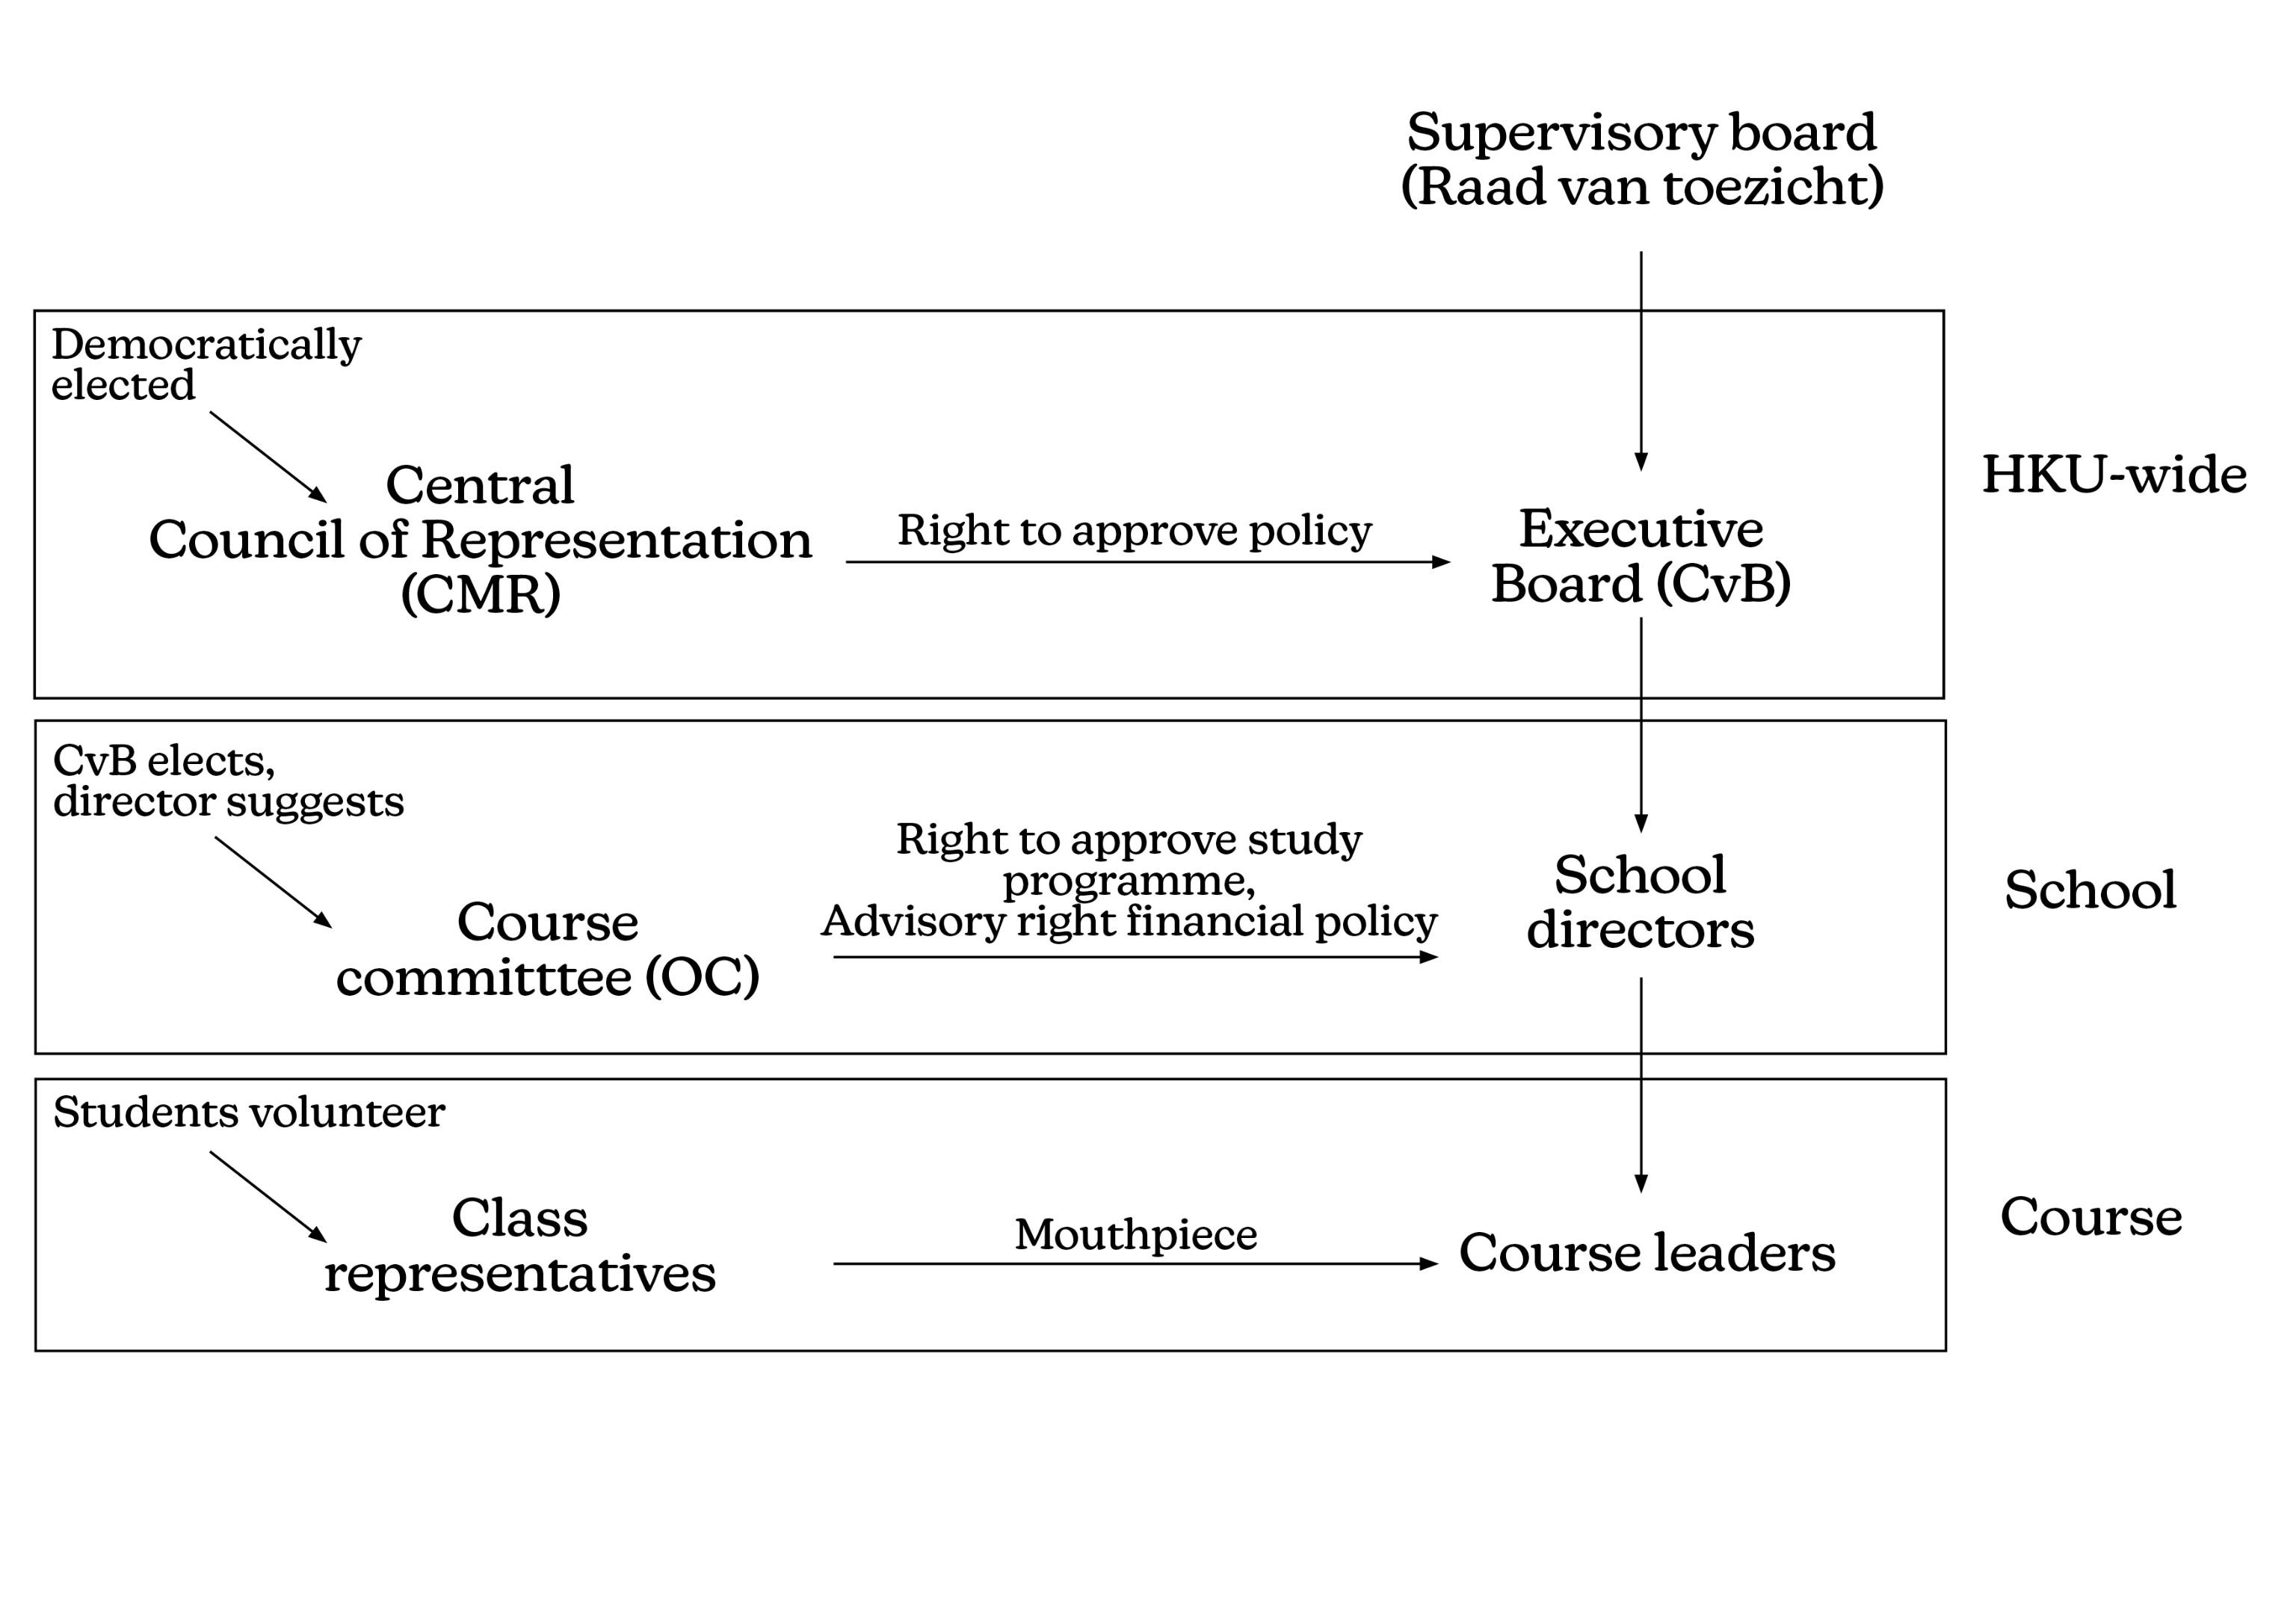 Supervisory board
(Raad van toezicht)
Democratically
elected
Central
Council of Representation
(CMR)
Right to approve policy
Executive
Board (CvB)
HKU-wide
CvB elects,
director suggests
Course
committtee (OC)
Right to approve study
programme,
Advisory right financial policy
School
directors
School
Students volunteer
Class
representatives
Mouthpiece
Course leaders
Course